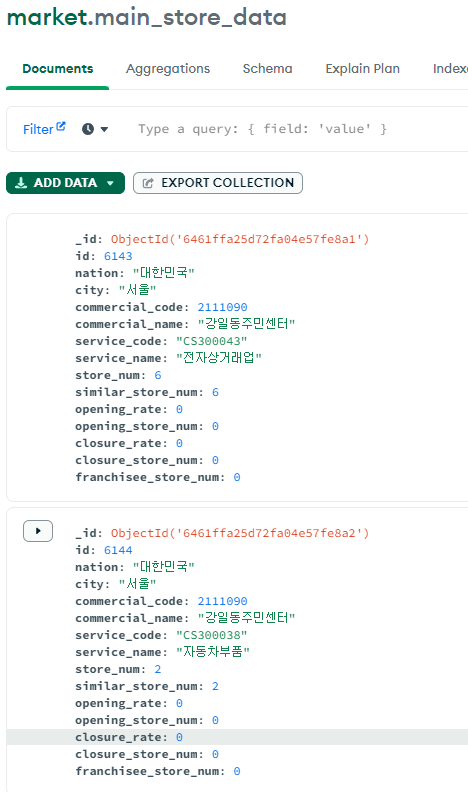 market.main_store_data
Documents Aggregations Schema Explain Plan Indexe
Filter Type a query: { field: 'value' }
ADD DATA EXPORT COLLECTION
_id: ObjectId('6461ffa25d72fa04e57fe8a1')
id: 6143
nation: "대한민국"
city: "서울"
commercial_code: 2111090
commercial_name: "강일동주민센터"
service_code: "CS300043"
service_name: "전자상거래업"
store_num: 6
similar_store_num: 6
opening_rate: 0
opening_store_num: 0
closure_rate: 0
closure_store_num: 0
franchisee_store_num: 0
_id: ObjectId('6461ffa25d72fa04e57fe8a2')
id: 6144
nation: "대한민국"
city: "서울"
commercial_code: 2111090
commercial_name: "강일동주민센터"
service_code: "CS300038"
service_name: "자동차부품"
store_num: 2
similar_store_num: 2
opening_rate: 0
opening_store_num: 0
closure_rate: 0
closure_store_num: 0
franchisee_store_num: 0